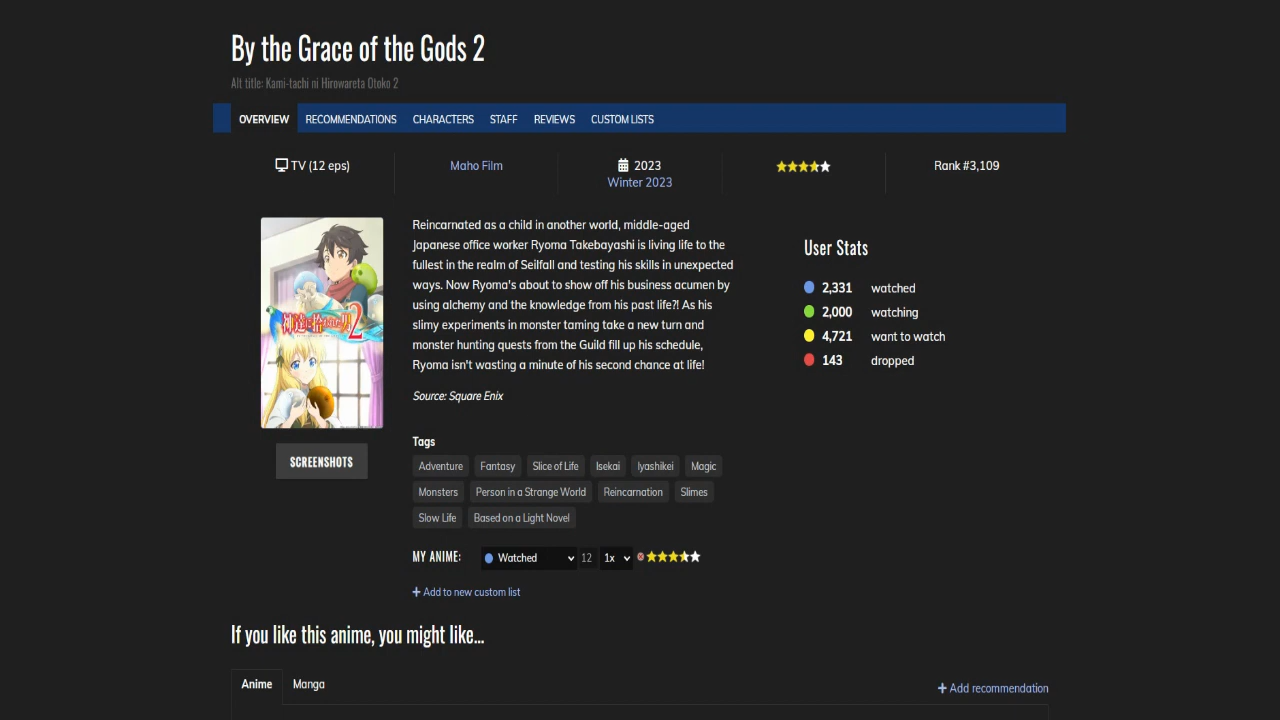 By the Grace of the Gods 2
Alt title: Kami-tachi ni Hirowareta Otoko 2
OVERVIEW RECOMMENDATIONS CHARACTERS STAFF REVIEWS CUSTOM LISTS
TV (12 eps) Maho Film 2023 Rank #3,109
Winter 2023
神達に拾われた男2
SCREENSHOTS
Reincarnated as a child in another world, middle-aged
Japanese office worker Ryoma Takebayashi is living life to the
fullest in the realm of Seilfall and testing his skills in unexpected
ways. Now Ryoma's about to show off his business acumen by
using alchemy and the knowledge from his past life?! As his
slimy experiments in monster taming take a new turn and
monster hunting quests from the Guild fill up his schedule,
Ryoma isn't wasting a minute of his second chance at life!
Source: Square Enix
User Stats
2,331 watched
2,000 watching
4,721 want to watch
143 dropped
Tags
Adventure Fantasy Slice of Life Isekai Iyashikei Magic
Monsters Person in a Strange World Reincarnation Slimes
Slow Life Based on a Light Novel
MY ANIME: Watched 12 1x
+ Add to new custom list
If you like this anime, you might like...
Anime Manga
+ Add recommendation